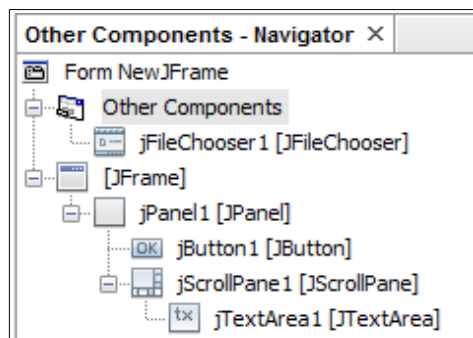 Other Components - Navigator ×
Form NewJFrame
Other Components
jFileChooser1 [JFileChooser]
[JFrame]
jPanel1 [JPanel]
OK jButton1 [JButton]
jScrollPane1 [JScrollPane]
tx jTextArea1 [JTextArea]